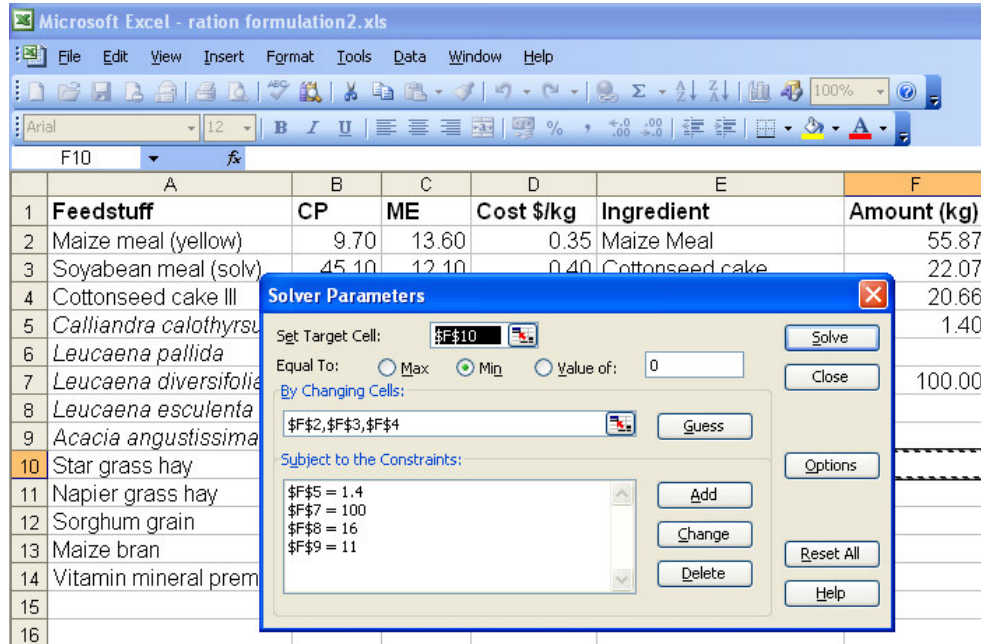 Microsoft Excel - ration formulation2.xls
File Edit View Insert Format Tools Data Window Help
100%
Arial 12 B I U
F10 fx
A B C D E F
1 Feedstuff CP ME Cost $/kg Ingredient Amount (kg)
2 Maize meal (yellow) 9.70 13.60 0.35 Maize Meal 55.87
3 Soyabean meal (solv) 45.10 12.10 0.40 Cottonseed cake 22.07
4 Cottonseed cake III 20.66
5 Calliandra calothyrsu 1.40
6 Leucaena pallida
7 Leucaena diversifolia 100.00
8 Leucaena esculenta
9 Acacia angustissima
10 Star grass hay
11 Napier grass hay
12 Sorghum grain
13 Maize bran
14 Vitamin mineral prem
15
16
Solver Parameters
Set Target Cell: $F$10 Solve
Equal To: Max Min Value of: 0 Close
By Changing Cells:
$F$2,$F$3,$F$4 Guess
Subject to the Constraints: Options
$F$5 = 1.4 Add
$F$7 = 100
$F$8 = 16 Change
$F$9 = 11
Reset All
Delete
Help